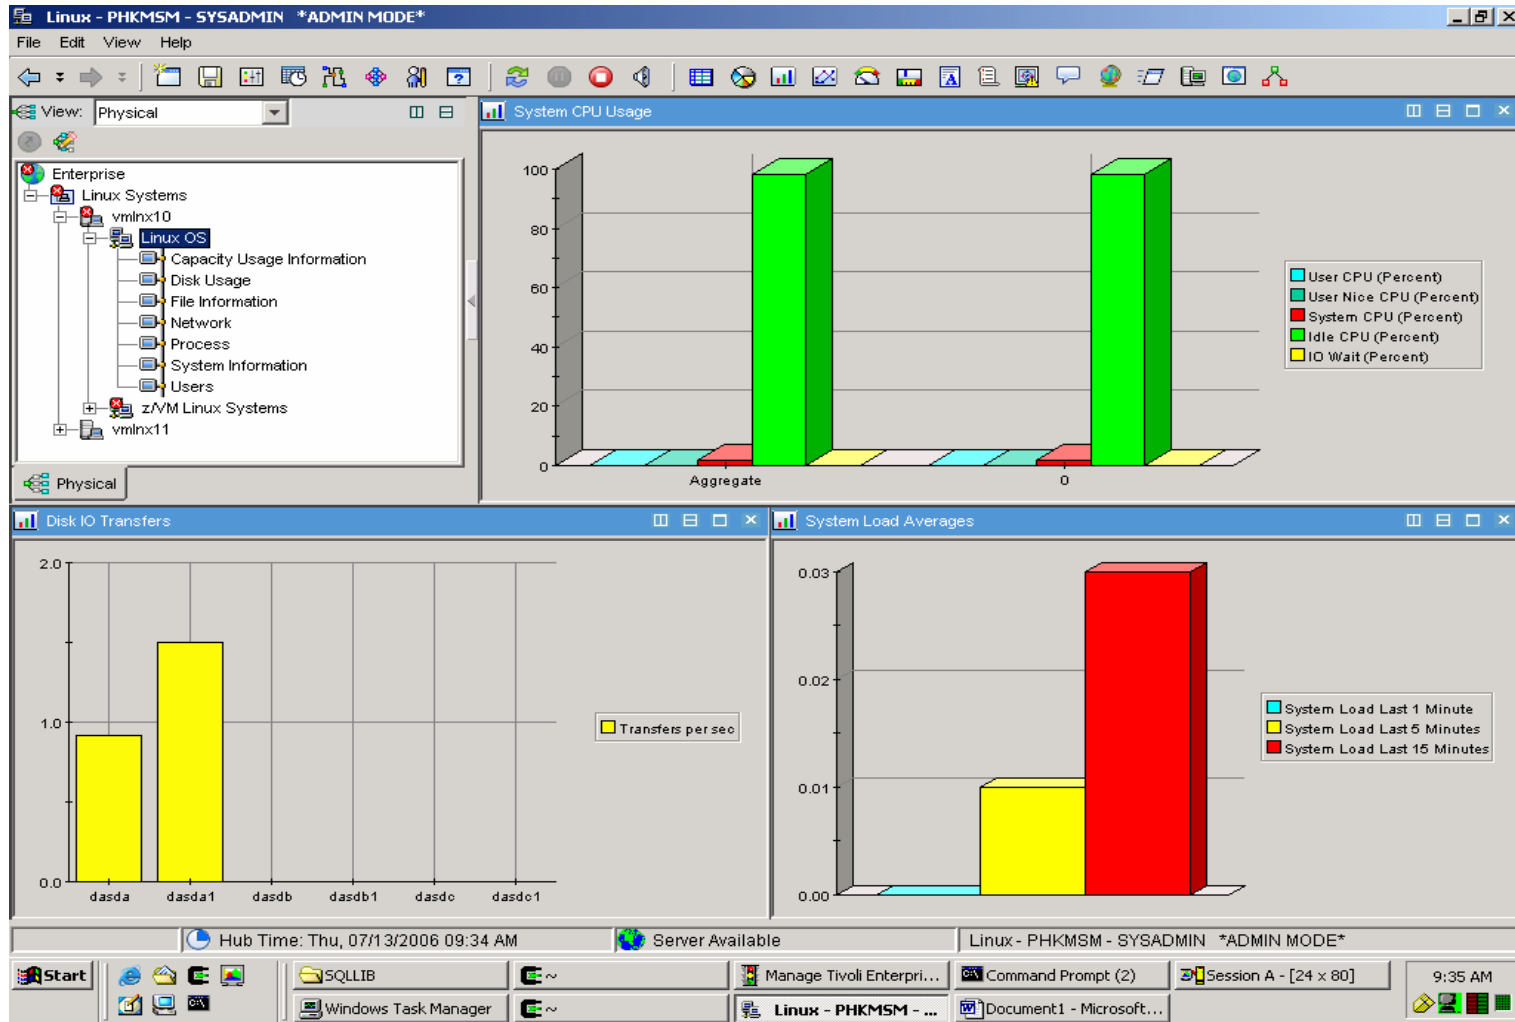 Linux - PHKMSM - SYSADMIN *ADMIN MODE*
File Edit View Help
View: Physical
Enterprise
Linux Systems
vmlnx10
Linux OS
Capacity Usage Information
Disk Usage
File Information
Network
Process
System Information
Users
z/VM Linux Systems
vmlnx11
Physical
System CPU Usage
100
80
60
40
20
0
Aggregate 0
User CPU (Percent)
User Nice CPU (Percent)
System CPU (Percent)
Idle CPU (Percent)
IO Wait (Percent)
Disk IO Transfers
2.0
1.0
0.0
dasda dasda1 dasdb dasdb1 dasdc dasdc1
Transfers per sec
System Load Averages
0.03
0.02
0.01
0.00
System Load Last 1 Minute
System Load Last 5 Minutes
System Load Last 15 Minutes
Hub Time: Thu, 07/13/2006 09:34 AM Server Available Linux - PHKMSM - SYSADMIN *ADMIN MODE*
Start SQLLIB ~ Manage Tivoli Enterpri... Command Prompt (2) Session A - [24 x 80] 9:35 AM
Windows Task Manager ~ Linux - PHKMSM - ... Document1 - Microsoft...